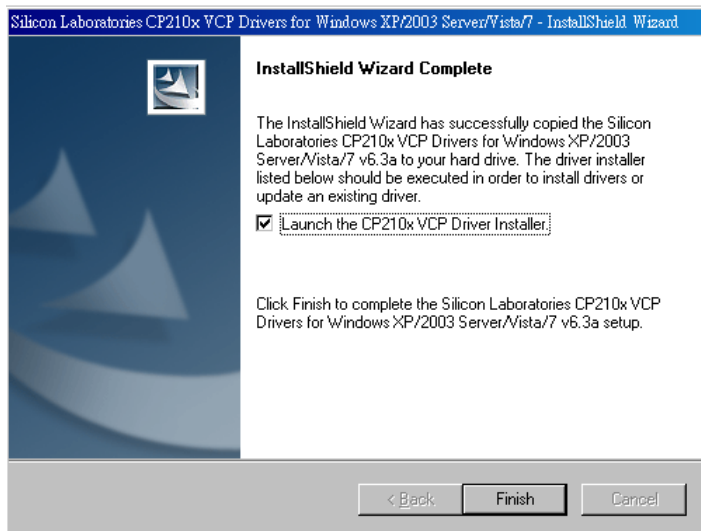 Silicon Laboratories CP210x VCP Drivers for Windows XP/2003 Server/Vista/7 - InstallShield Wizard
InstallShield Wizard Complete
The InstallShield Wizard has successfully copied the Silicon
Laboratories CP210x VCP Drivers for Windows XP/2003
Server/Vista/7 v6.3a to your hard drive. The driver installer
listed below should be executed in order to install drivers or
update an existing driver.
Launch the CP210x VCP Driver Installer.
Click Finish to complete the Silicon Laboratories CP210x VCP
Drivers for Windows XP/2003 Server/Vista/7 v6.3a setup.
< Back Finish Cancel